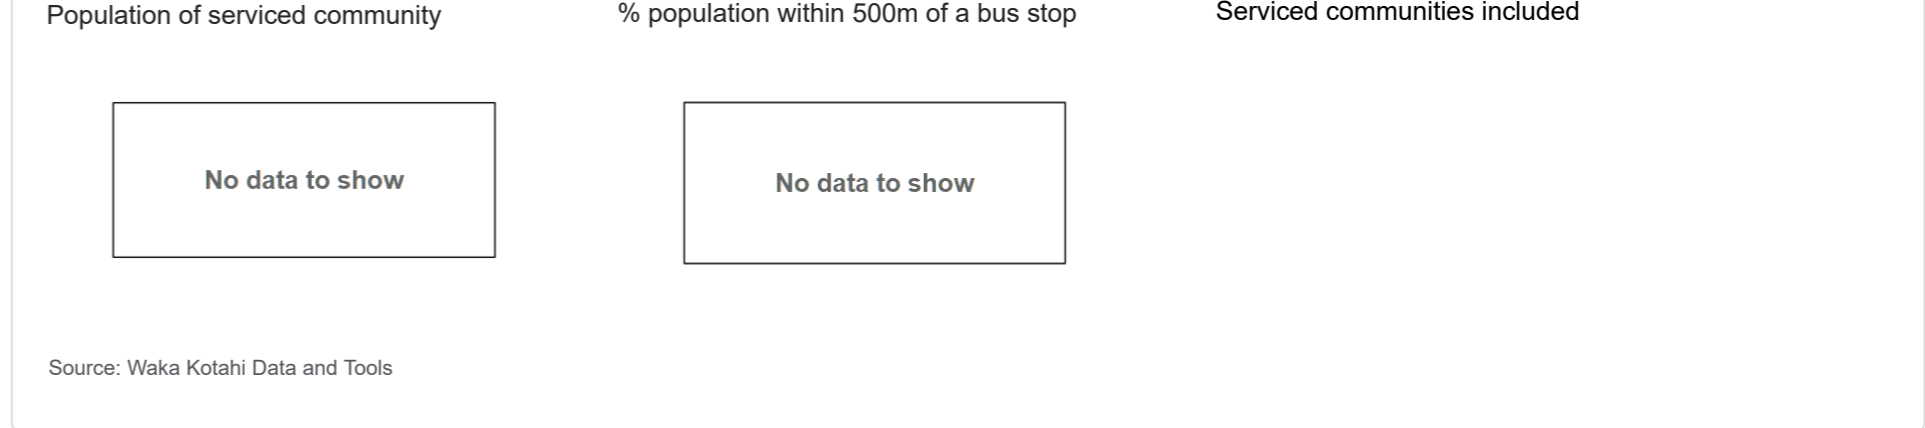 Population of serviced community
% population within 500m of a bus stop
Serviced communities included
No data to show
No data to show
Source: Waka Kotahi Data and Tools